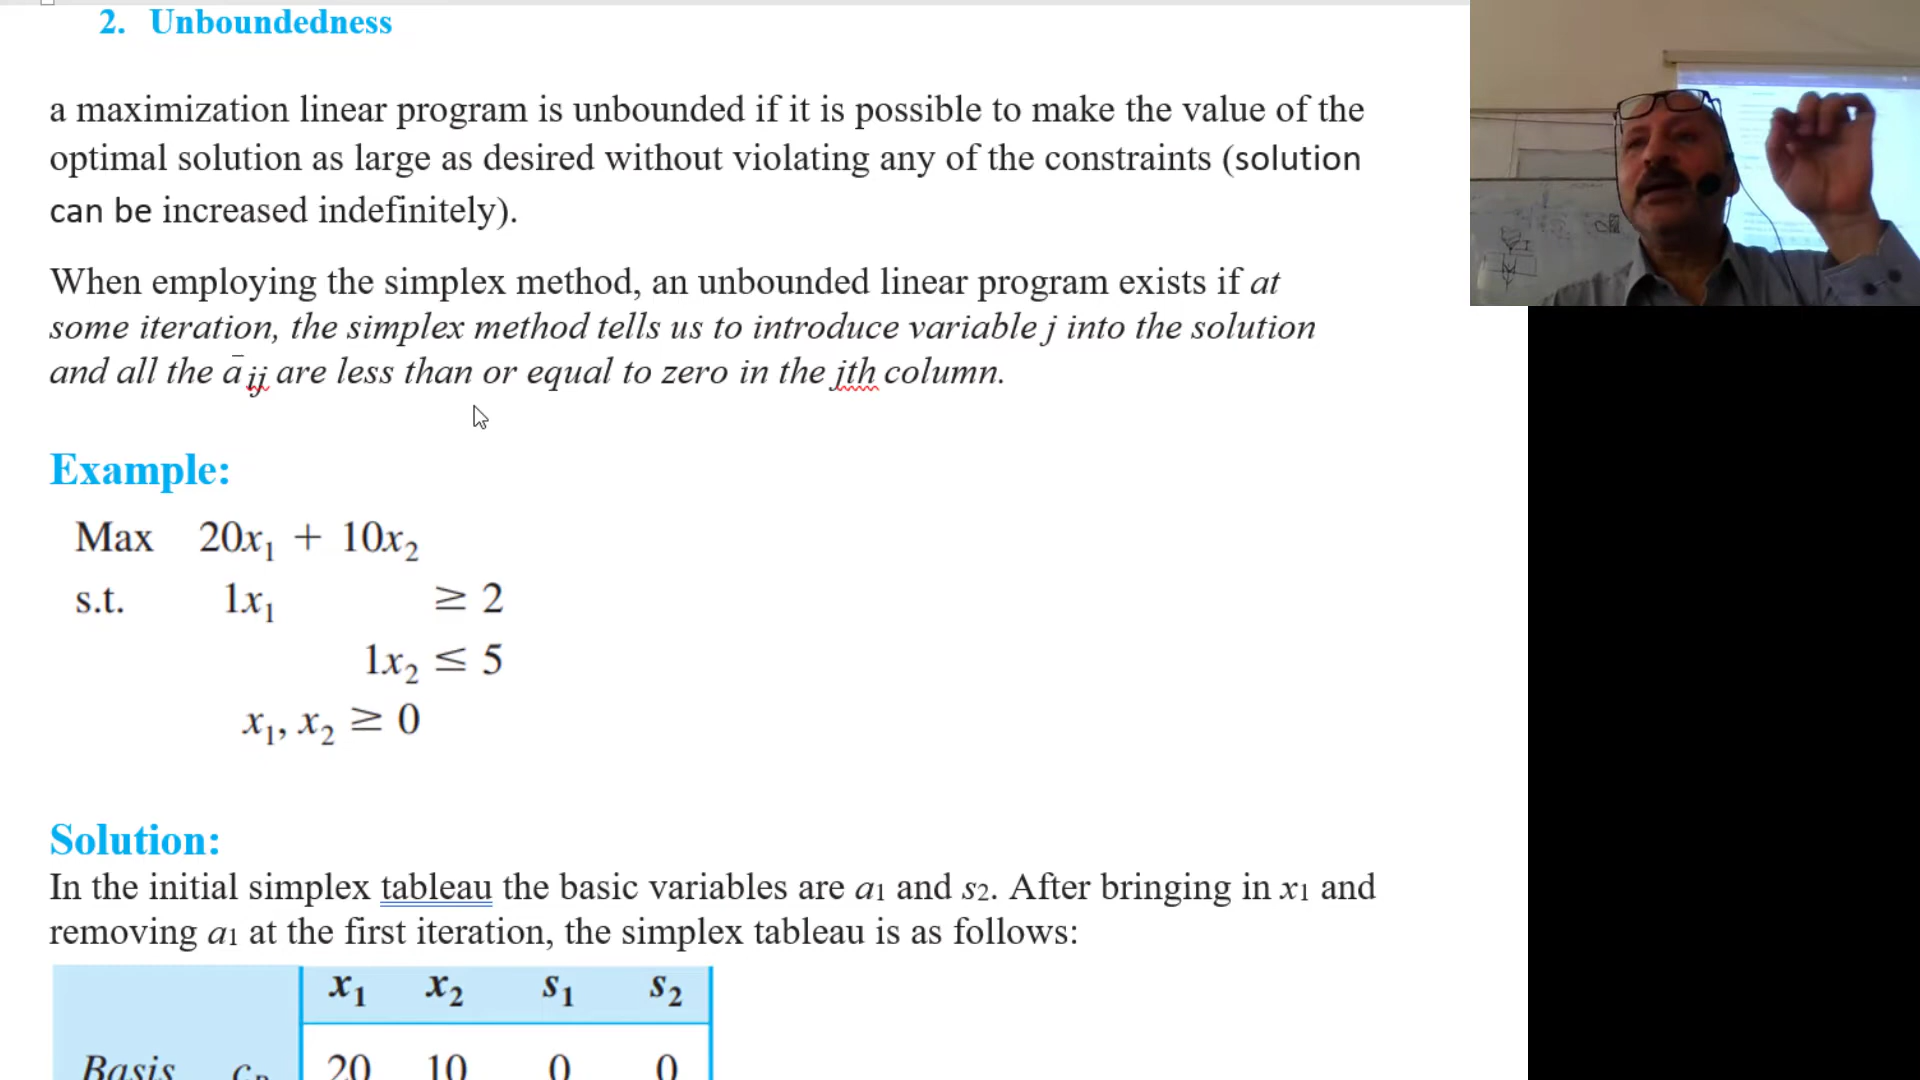 2. Unboundedness
a maximization linear program is unbounded if it is possible to make the value of the
optimal solution as large as desired without violating any of the constraints (solution
can be increased indefinitely).
When employing the simplex method, an unbounded linear program exists if at
some iteration, the simplex method tells us to introduce variable j into the solution
and all the āij are less than or equal to zero in the jth column.
Example:
Max 20x₁ + 10x₂
s.t. 1x₁ ≥ 2
1x₂ ≤ 5
x₁, x₂ ≥ 0
Solution:
In the initial simplex tableau the basic variables are a1 and s2. After bringing in x1 and
removing a1 at the first iteration, the simplex tableau is as follows:
x₁ x₂ s₁ s₂
Basis c_B 20 10 0 0